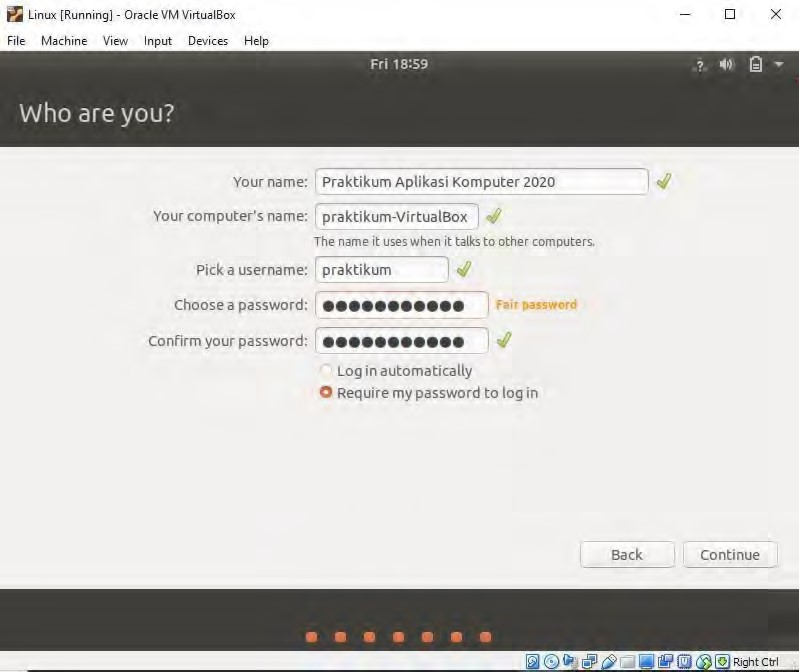 Linux [Running] - Oracle VM VirtualBox
File Machine View Input Devices Help
Fri 18:59
Who are you?
Your name: Praktikum Aplikasi Komputer 2020
Your computer's name: praktikum-VirtualBox
The name it uses when it talks to other computers.
Pick a username: praktikum
Choose a password: ●●●●●●●●●●● Fair password
Confirm your password: ●●●●●●●●●●●
Log in automatically
Require my password to log in
Back Continue
Right Ctrl